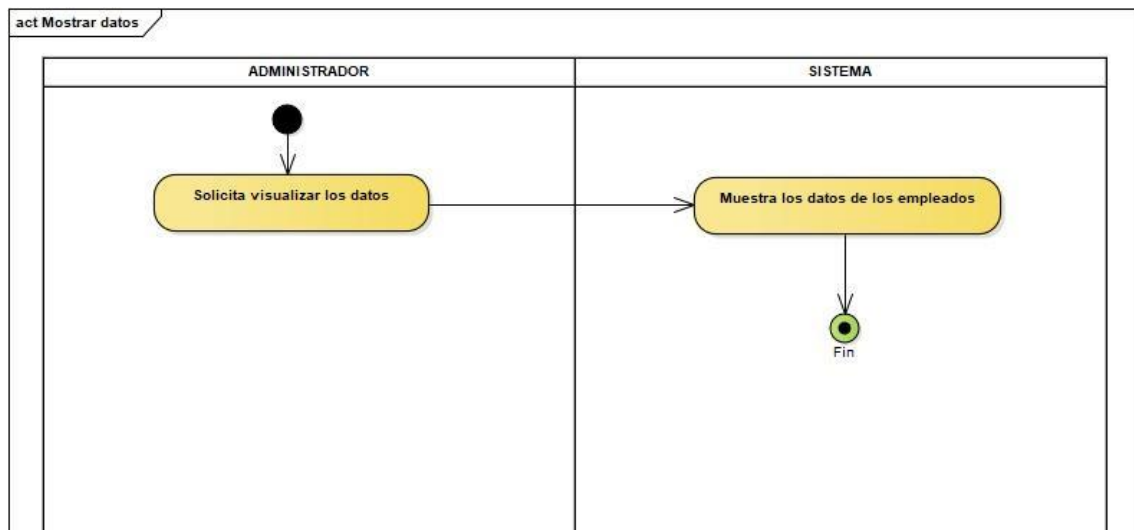 act Mostrar datos
ADMINISTRADOR
SISTEMA
Solicita visualizar los datos
Muestra los datos de los empleados
Fin